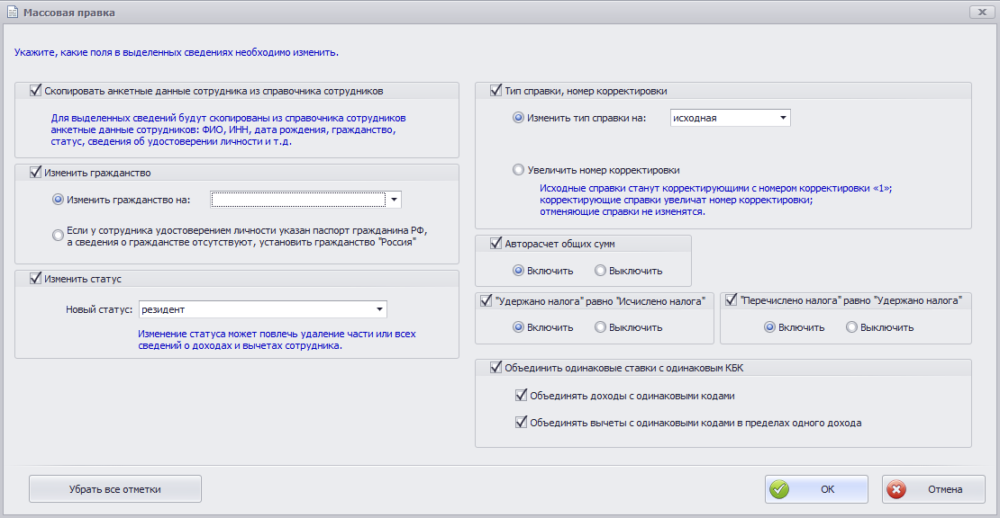 Массовая правка
Укажите, какие поля в выделенных сведениях необходимо изменить.
Скопировать анкетные данные сотрудника из справочника сотрудников
Для выделенных сведений будут скопированы из справочника сотрудников
анкетные данные сотрудников: ФИО, ИНН, дата рождения, гражданство,
статус, сведения об удостоверении личности и т.д.
Изменить гражданство
Изменить гражданство на:
Если у сотрудника удостоверением личности указан паспорт гражданина РФ,
а сведения о гражданстве отсутствуют, установить гражданство "Россия"
Изменить статус
Новый статус: резидент
Изменение статуса может повлечь удаление части или всех
сведений о доходах и вычетах сотрудника.
Тип справки, номер корректировки
Изменить тип справки на: исходная
Увеличить номер корректировки
Исходные справки станут корректирующими с номером корректировки «1»;
корректирующие справки увеличат номер корректировки;
отменяющие справки не изменятся.
Авторасчет общих сумм
Включить Выключить
"Удержано налога" равно "Исчислено налога"
Включить Выключить
"Перечислено налога" равно "Удержано налога"
Включить Выключить
Объединить одинаковые ставки с одинаковым КБК
Объединять доходы с одинаковыми кодами
Объединять вычеты с одинаковыми кодами в пределах одного дохода
Убрать все отметки
ОК
Отмена